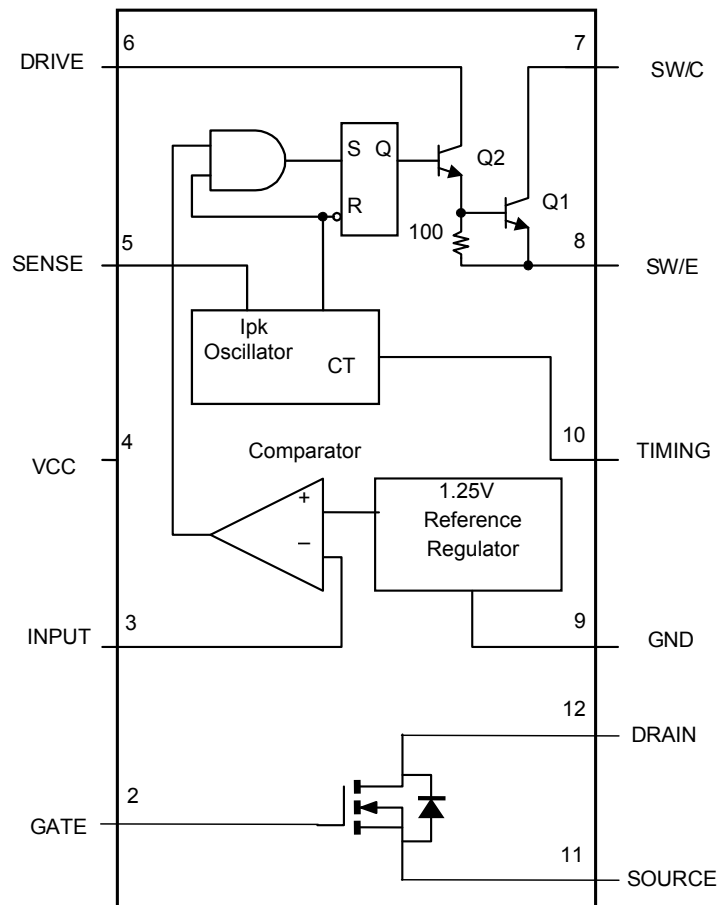 6
7
DRIVE
SW/C
S Q
Q2
R
Q1
100
5
8
SENSE
SW/E
Ipk
Oscillator
CT
4
10
Comparator
VCC
TIMING
1.25V
+
Reference
–
Regulator
3
9
INPUT
GND
12
DRAIN
2
GATE
11
SOURCE